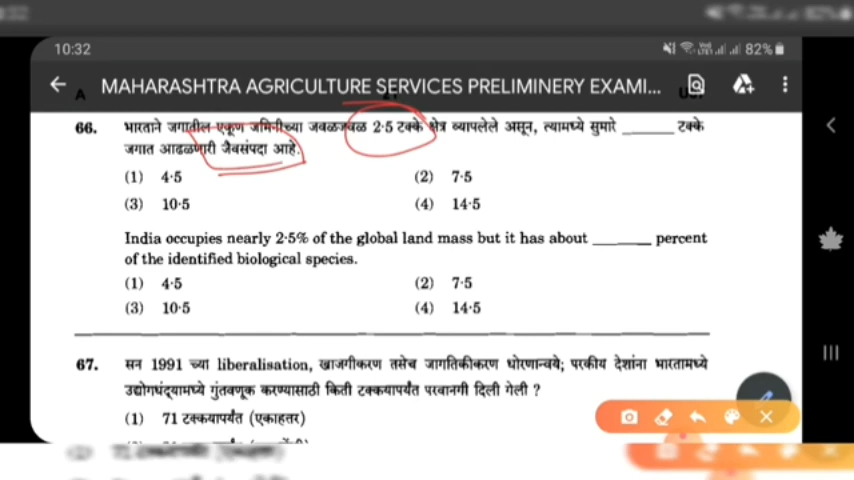 10:32
82%
MAHARASHTRA AGRICULTURE SERVICES PRELIMINERY EXAMI...
A
66. भारताने जगातील एकूण जमिनीच्या जवळजवळ 2·5 टक्के क्षेत्र व्यापलेले असून, त्यामध्ये सुमारे ______ टक्के
जगात आढळणारी जैवसंपदा आहे.
(1) 4·5 (2) 7·5
(3) 10·5 (4) 14·5
India occupies nearly 2·5% of the global land mass but it has about ______ percent
of the identified biological species.
(1) 4·5 (2) 7·5
(3) 10·5 (4) 14·5
67. सन 1991 च्या liberalisation, खाजगीकरण तसेच जागतिकीकरण धोरणान्वये; परकीय देशांना भारतामध्ये
उद्योगधंद्यामध्ये गुंतवणूक करण्यासाठी किती टक्क्यापर्यंत परवानगी दिली गेली ?
(1) 71 टक्क्यापर्यंत (एकाहत्तर)